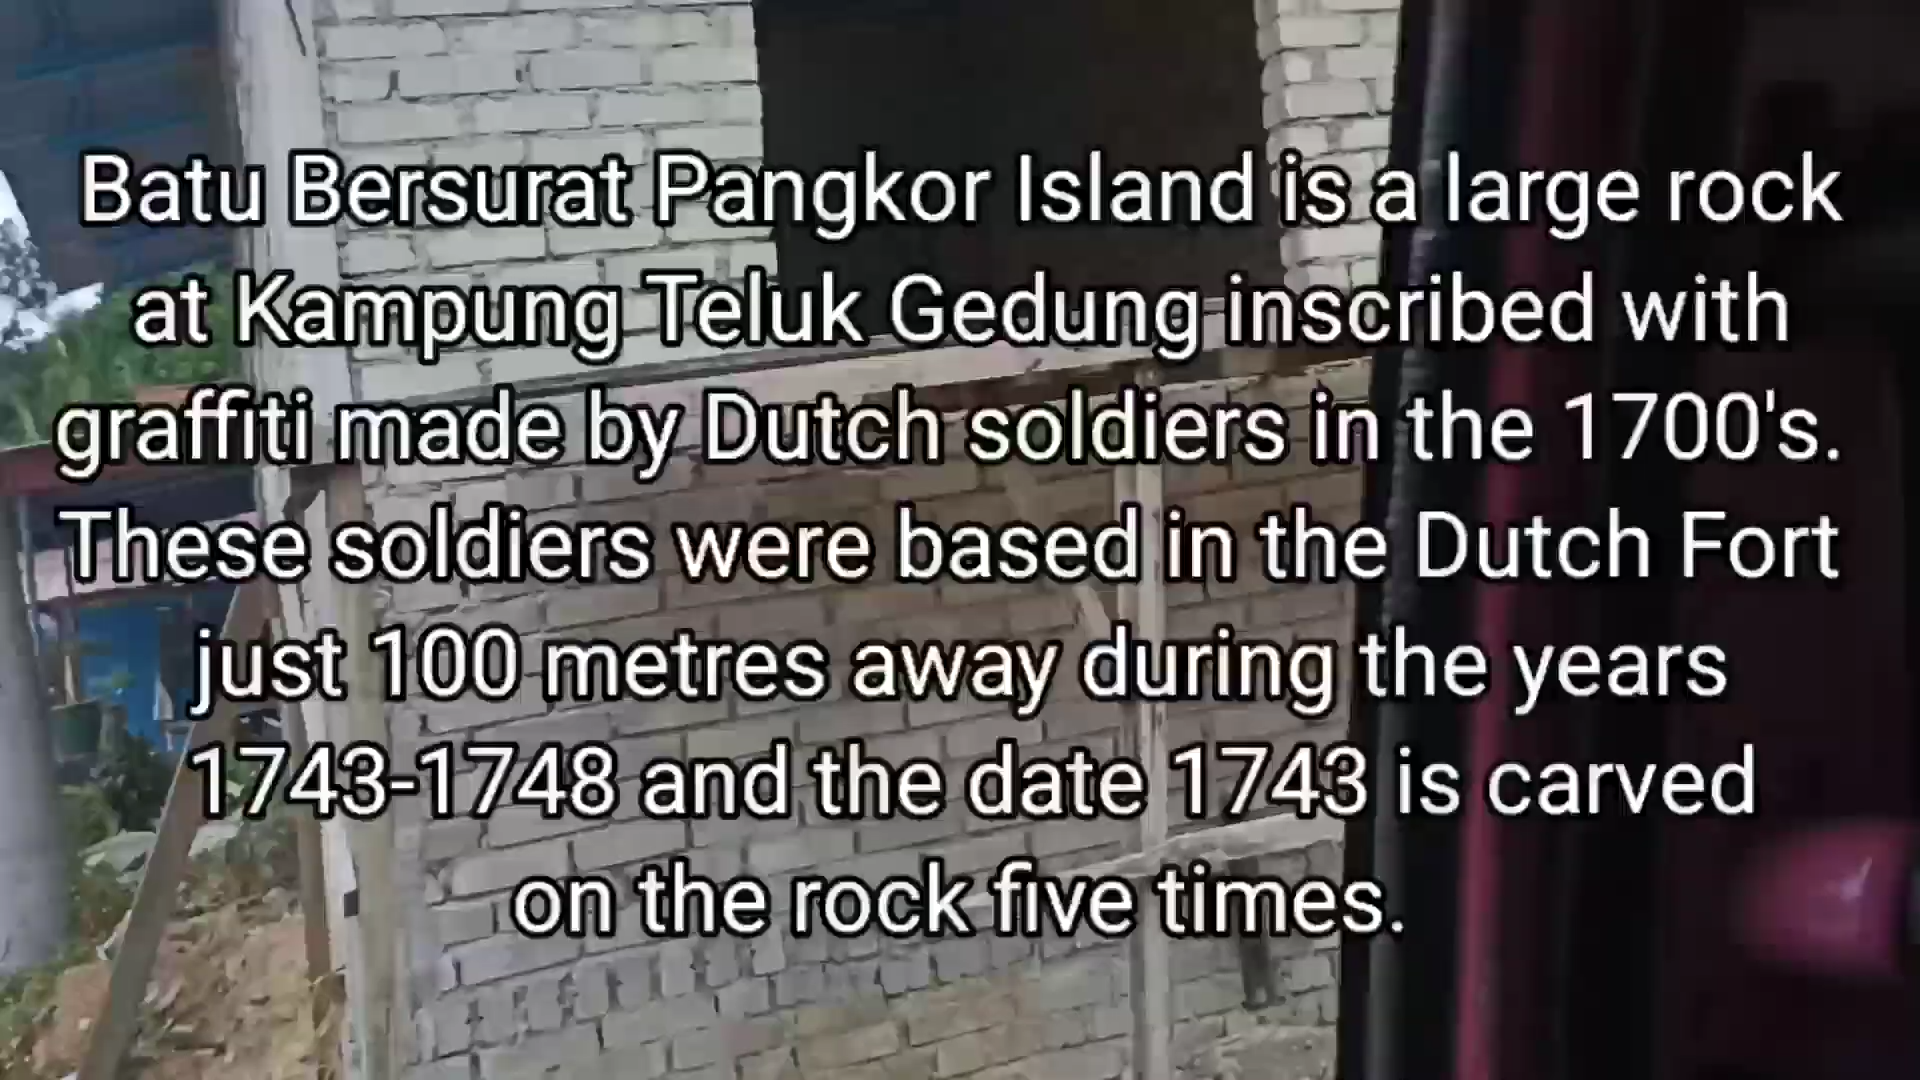 Batu Bersurat Pangkor Island is a large rock
at Kampung Teluk Gedung inscribed with
graffiti made by Dutch soldiers in the 1700's.
These soldiers were based in the Dutch Fort
just 100 metres away during the years
1743-1748 and the date 1743 is carved
on the rock five times.